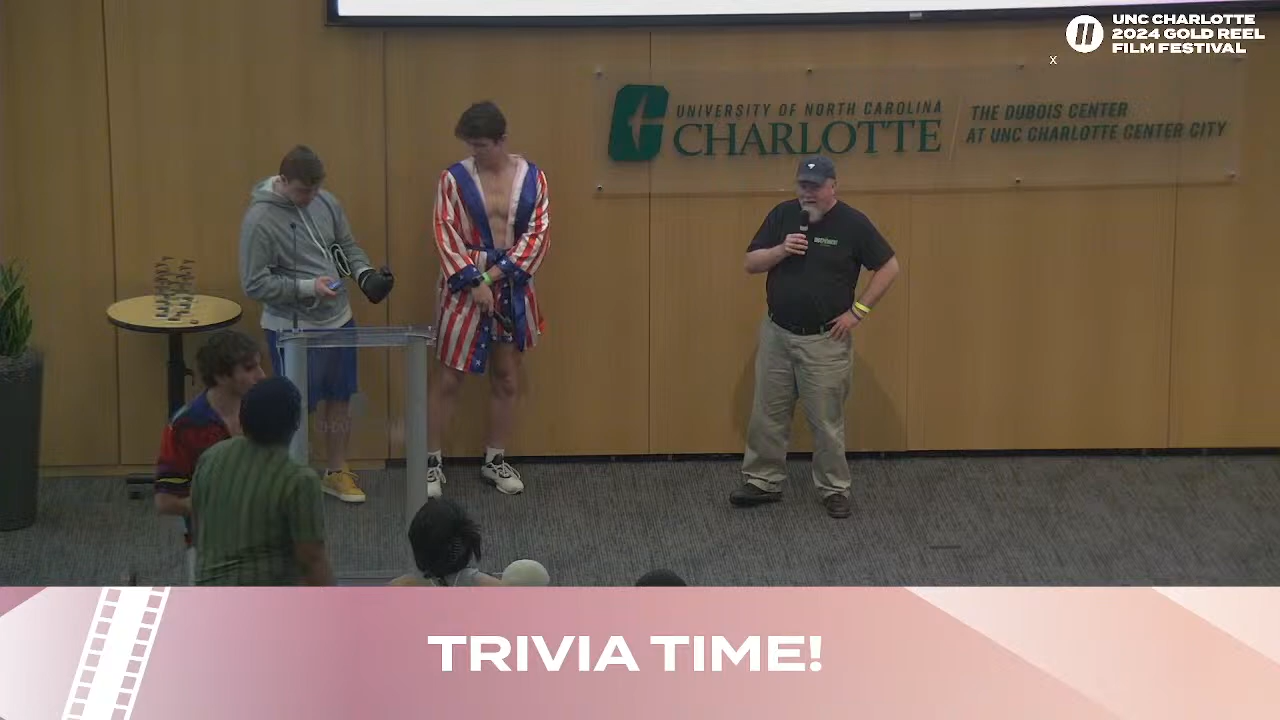 UNC CHARLOTTE
2024 GOLD REEL
FILM FESTIVAL
x
UNIVERSITY OF NORTH CAROLINA
CHARLOTTE
THE DUBOIS CENTER
AT UNC CHARLOTTE CENTER CITY
TRIVIA TIME!